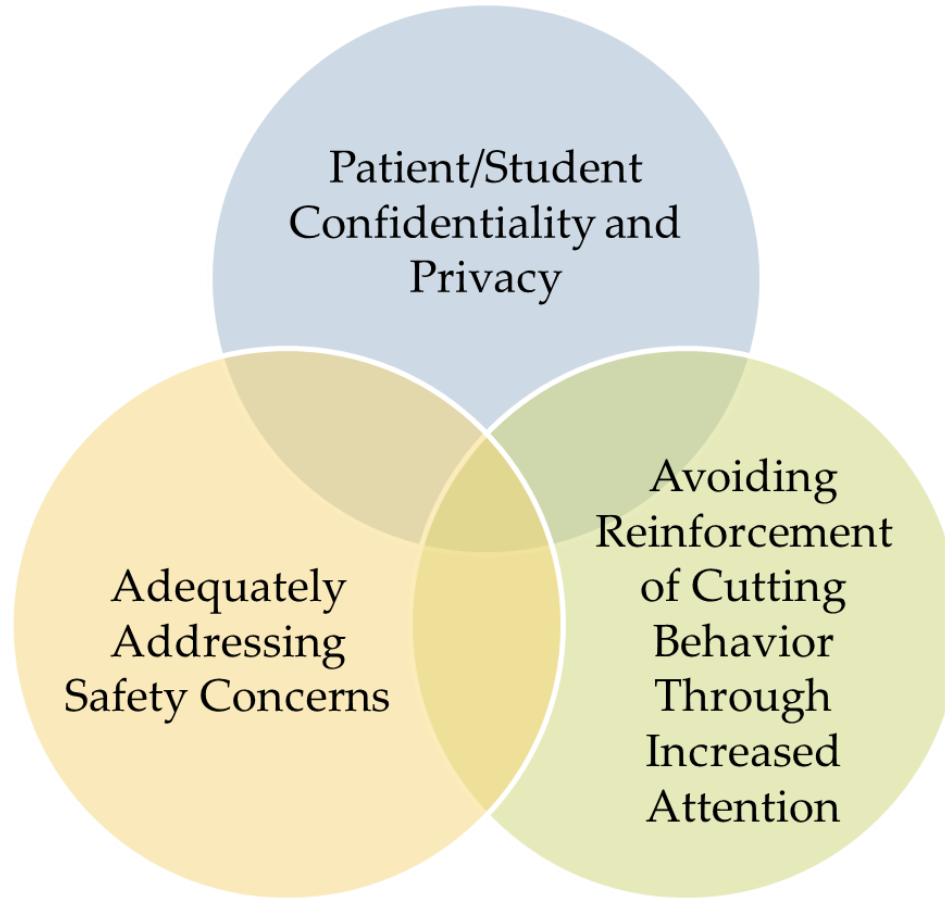 Patient/Student
Confidentiality and
Privacy
Adequately
Addressing
Safety Concerns
Avoiding
Reinforcement
of Cutting
Behavior
Through
Increased
Attention